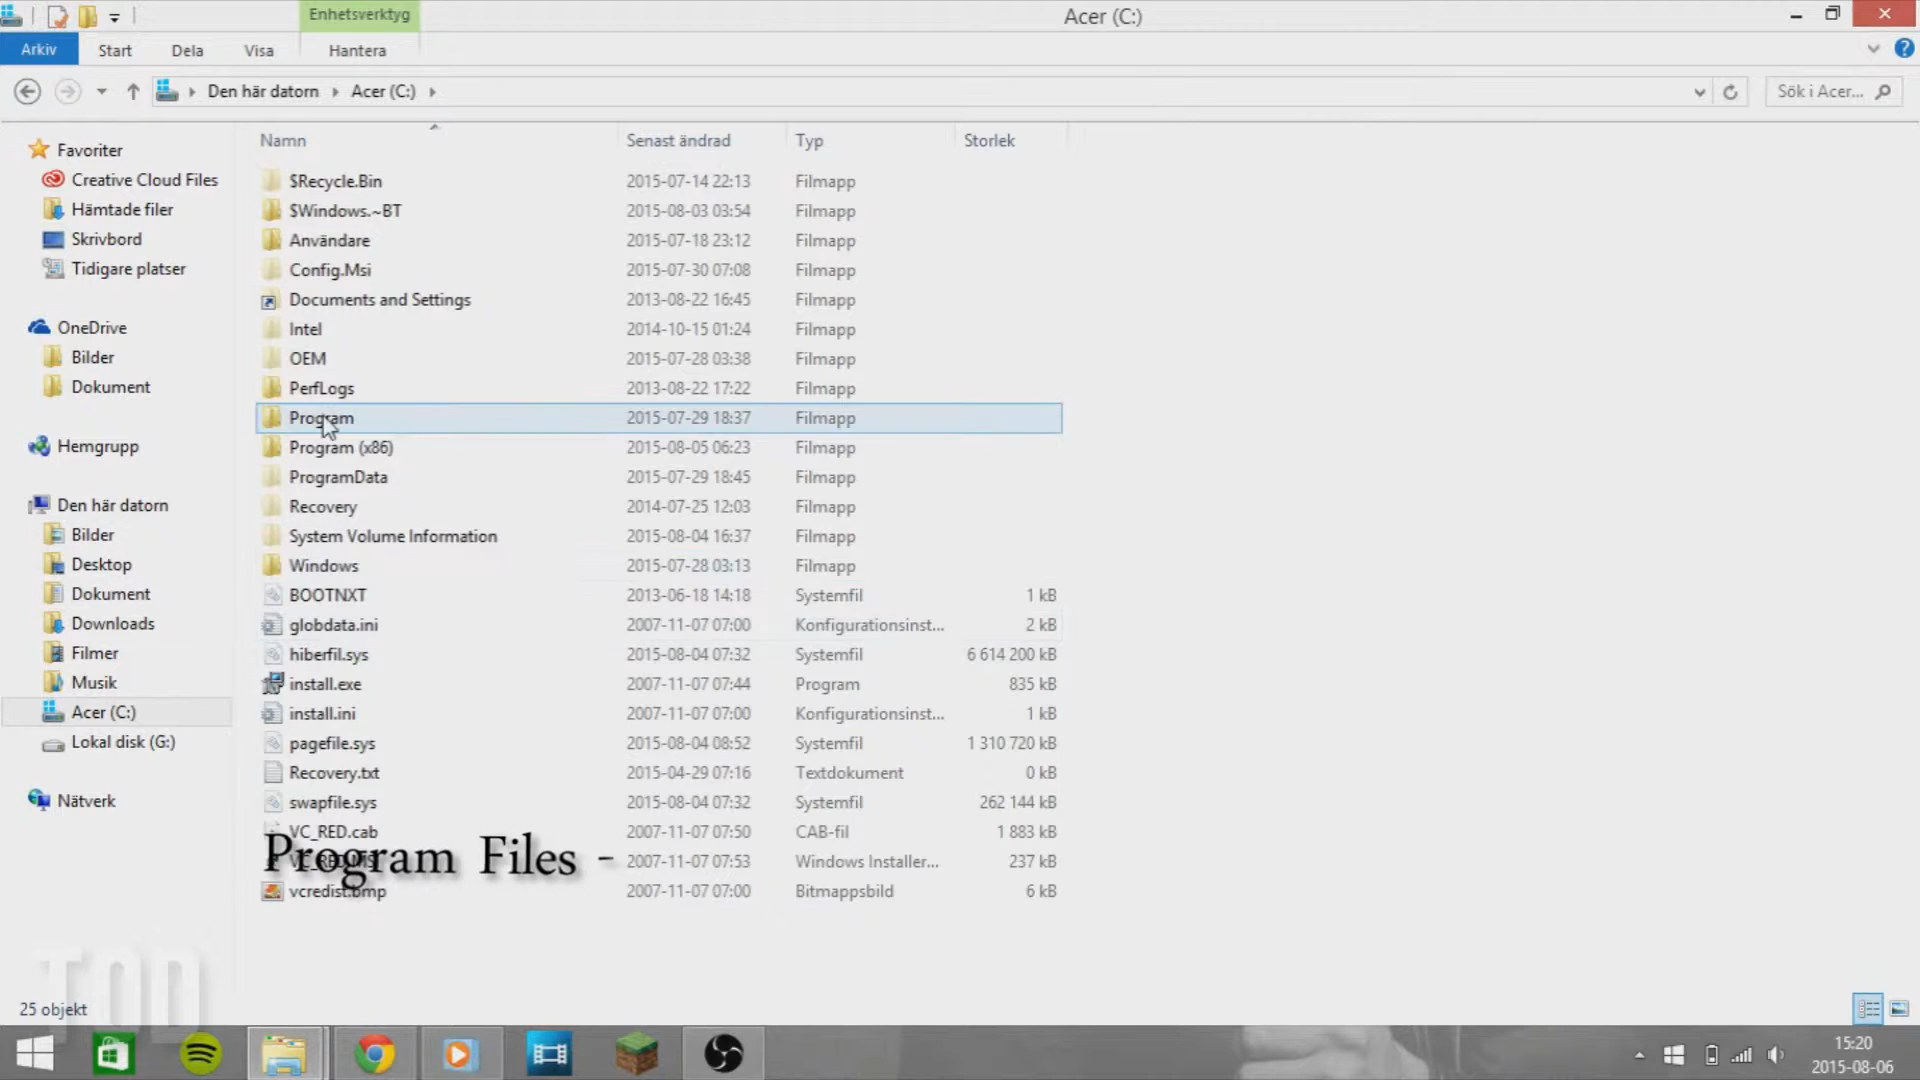 Enhetsverktyg
Acer (C:)
Arkiv Start Dela Visa Hantera
Den här datorn Acer (C:)
Sök i Acer...
Namn Senast ändrad Typ Storlek
Favoriter
Creative Cloud Files
Hämtade filer
Skrivbord
Tidigare platser
OneDrive
Bilder
Dokument
Hemgrupp
Den här datorn
Bilder
Desktop
Dokument
Downloads
Filmer
Musik
Acer (C:)
Lokal disk (G:)
Nätverk
$Recycle.Bin 2015-07-14 22:13 Filmapp
$Windows.~BT 2015-08-03 03:54 Filmapp
Användare 2015-07-18 23:12 Filmapp
Config.Msi 2015-07-30 07:08 Filmapp
Documents and Settings 2013-08-22 16:45 Filmapp
Intel 2014-10-15 01:24 Filmapp
OEM 2015-07-28 03:38 Filmapp
PerfLogs 2013-08-22 17:22 Filmapp
Program 2015-07-29 18:37 Filmapp
Program (x86) 2015-08-05 06:23 Filmapp
ProgramData 2015-07-29 18:45 Filmapp
Recovery 2014-07-25 12:03 Filmapp
System Volume Information 2015-08-04 16:37 Filmapp
Windows 2015-07-28 03:13 Filmapp
BOOTNXT 2013-06-18 14:18 Systemfil 1 kB
globdata.ini 2007-11-07 07:00 Konfigurationsinst... 2 kB
hiberfil.sys 2015-08-04 07:32 Systemfil 6 614 200 kB
install.exe 2007-11-07 07:44 Program 835 kB
install.ini 2007-11-07 07:00 Konfigurationsinst... 1 kB
pagefile.sys 2015-08-04 08:52 Systemfil 1 310 720 kB
Recovery.txt 2015-04-29 07:16 Textdokument 0 kB
swapfile.sys 2015-08-04 07:32 Systemfil 262 144 kB
VC_RED.cab 2007-11-07 07:50 CAB-fil 1 883 kB
2007-11-07 07:53 Windows Installer... 237 kB
Program Files -
vcredist.bmp 2007-11-07 07:00 Bitmappsbild 6 kB
TOD
25 objekt
15:20
2015-08-06